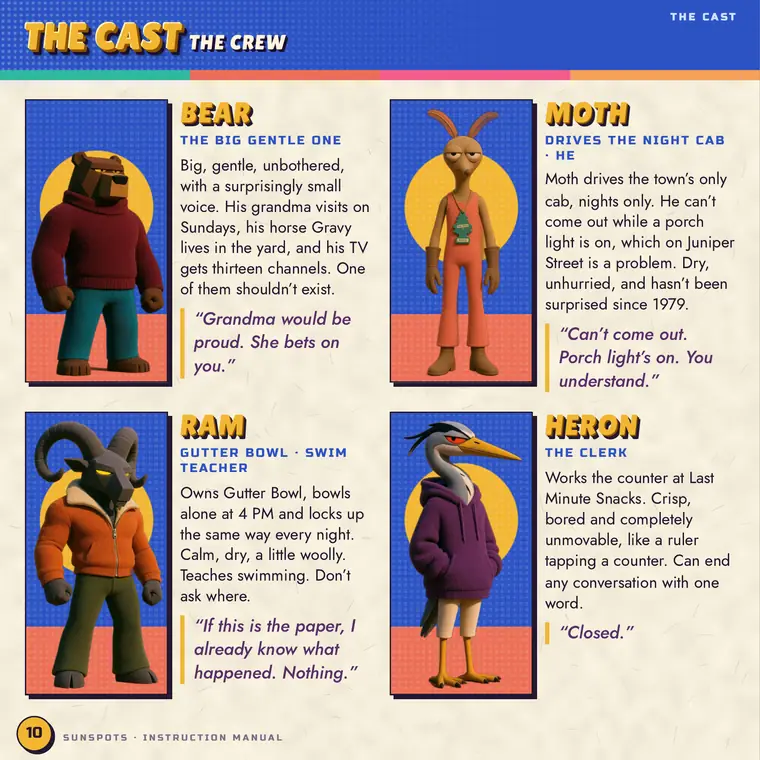 THE CAST THE CREW
THE CAST
BEAR
THE BIG GENTLE ONE
Big, gentle, unbothered,
with a surprisingly small
voice. His grandma visits on
Sundays, his horse Gravy
lives in the yard, and his TV
gets thirteen channels. One
of them shouldn’t exist.
“Grandma would be
proud. She bets on
you.”
MOTH
DRIVES THE NIGHT CAB
· HE
Moth drives the town’s only
cab, nights only. He can’t
come out while a porch
light is on, which on Juniper
Street is a problem. Dry,
unhurried, and hasn’t been
surprised since 1979.
“Can’t come out.
Porch light’s on. You
understand.”
RAM
GUTTER BOWL · SWIM
TEACHER
Owns Gutter Bowl, bowls
alone at 4 PM and locks up
the same way every night.
Calm, dry, a little woolly.
Teaches swimming. Don’t
ask where.
“If this is the paper, I
already know what
happened. Nothing.”
HERON
THE CLERK
Works the counter at Last
Minute Snacks. Crisp,
bored and completely
unmovable, like a ruler
tapping a counter. Can end
any conversation with one
word.
“Closed.”
10
SUNSPOTS · INSTRUCTION MANUAL